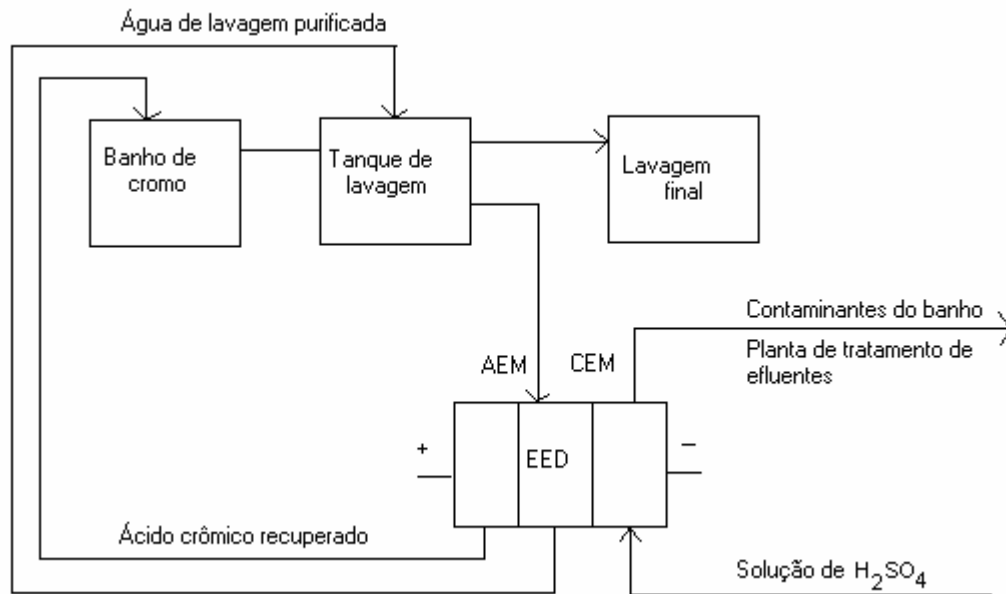 Água de lavagem purificada
Banho de
cromo
Tanque de
lavagem
Lavagem
final
Contaminantes do banho
Planta de tratamento de
efluentes
AEM
CEM
+
EED
–
Ácido crômico recuperado
Solução de H₂SO₄